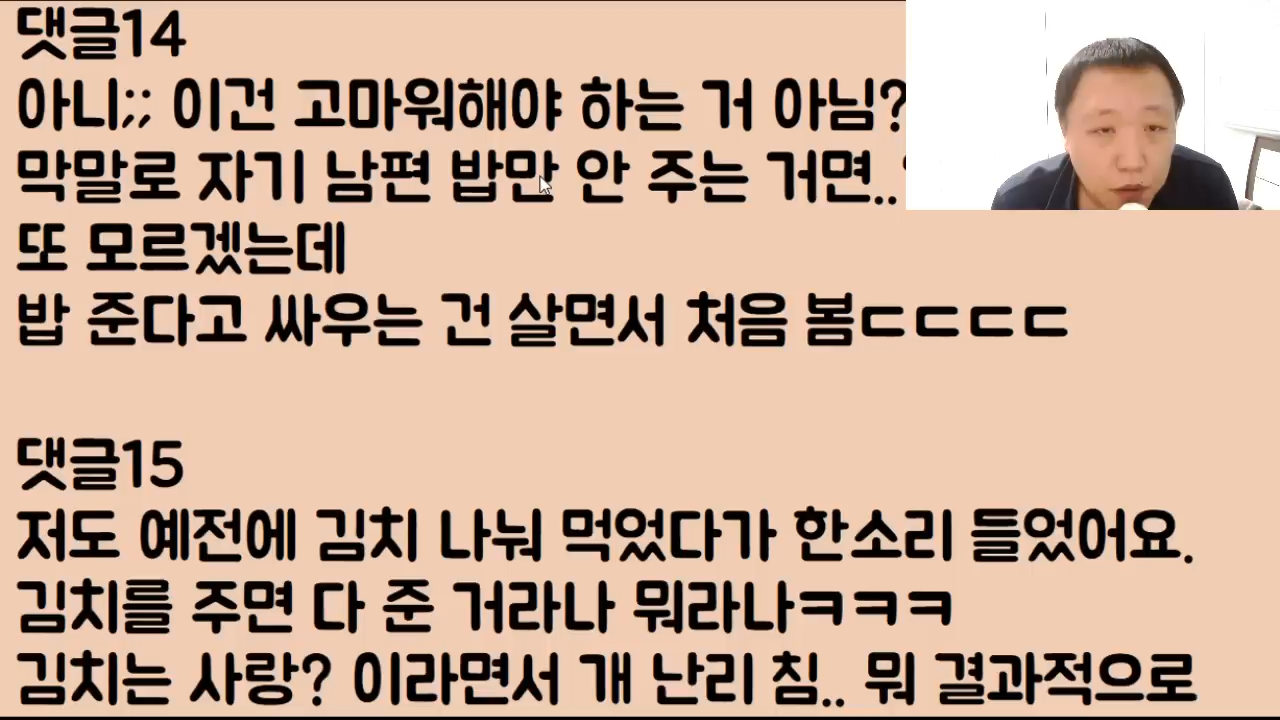 댓글14
아니;; 이건 고마워해야 하는 거 아님?
막말로 자기 남편 밥만 안 주는 거면..
또 모르겠는데
밥 준다고 싸우는 건 살면서 처음 봄ㄷㄷㄷㄷ
댓글15
저도 예전에 김치 나눠 먹었다가 한소리 들었어요.
김치를 주면 다 준 거라나 뭐라나ㅋㅋㅋ
김치는 사랑? 이라면서 개 난리 침.. 뭐 결과적으로